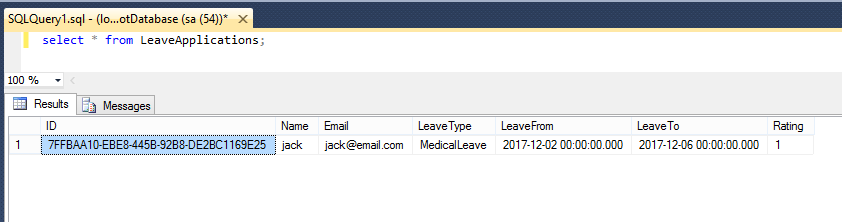 SQLQuery1.sql - (lo...otDatabase (sa (54))* ×
select * from LeaveApplications;
100 %
Results Messages
ID Name Email LeaveType LeaveFrom LeaveTo Rating
1 7FFBAA10-EBE8-445B-92B8-DE2BC1169E25 jack jack@email.com MedicalLeave 2017-12-02 00:00:00.000 2017-12-06 00:00:00.000 1